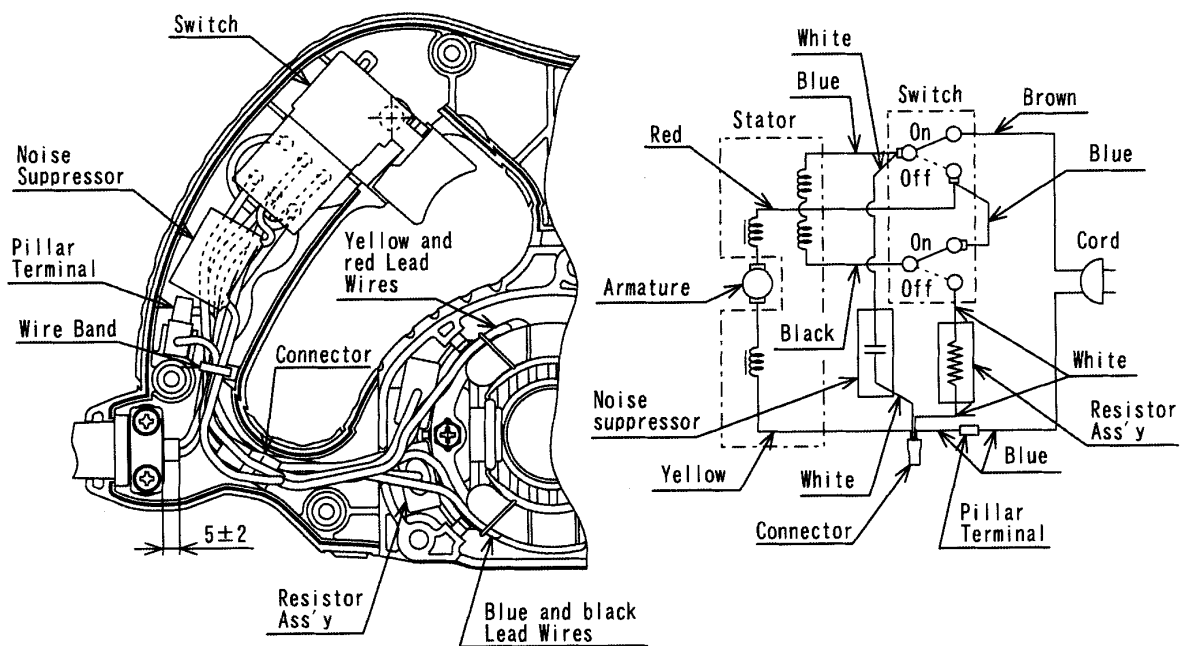 Switch
Noise
Suppressor
Pillar
Terminal
Wire Band
Yellow and
red Lead
Wires
Connector
5±2
Resistor
Ass'y
Blue and black
Lead Wires
White
Blue
Switch
Brown
Stator
Red
On
Off
Blue
On
Off
Cord
Armature
Black
White
Noise
suppressor
Resistor
Ass'y
Yellow
White
Blue
Connector
Pillar
Terminal